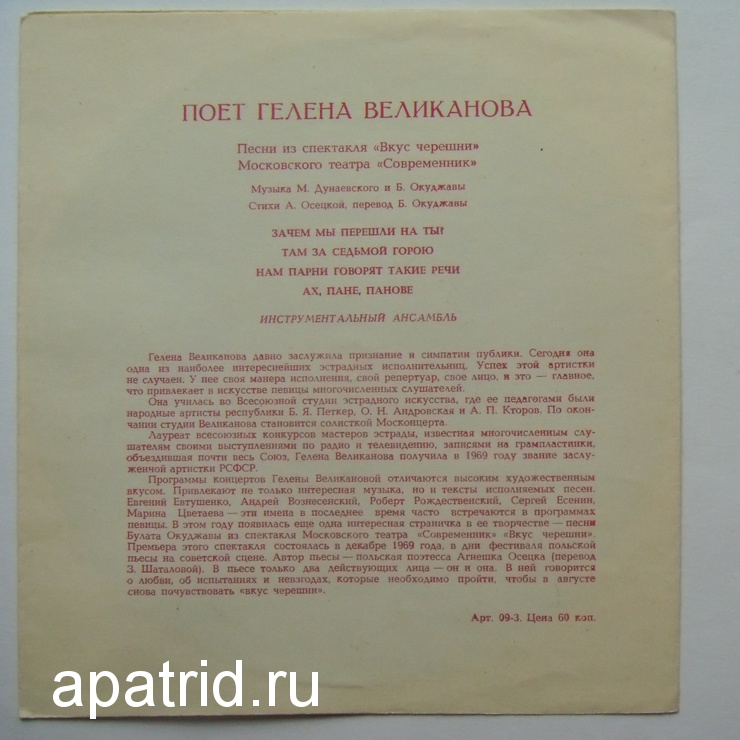 ПОЕТ ГЕЛЕНА ВЕЛИКАНОВА
Песни из спектакля «Вкус черешни»
Московского театра «Современник»
Музыка М. Дунаевского и Б. Окуджавы
Стихи А. Осецкой, перевод Б. Окуджавы
ЗАЧЕМ МЫ ПЕРЕШЛИ НА ТЫ?
ТАМ ЗА СЕДЬМОЙ ГОРОЮ
НАМ ПАРНИ ГОВОРЯТ ТАКИЕ РЕЧИ
АХ, ПАНЕ, ПАНОВЕ
ИНСТРУМЕНТАЛЬНЫЙ АНСАМБЛЬ
Гелена Великанова давно заслужила признание и симпатии публики. Сегодня она
одна из наиболее интереснейших эстрадных исполнительниц. Успех этой артистки
не случаен. У нее своя манера исполнения, свой репертуар, свое лицо, и это — главное,
что привлекает в искусстве певицы многочисленных слушателей.
Она училась во Всесоюзной студии эстрадного искусства, где ее педагогами были
народные артисты республики Б. Я. Петкер, О. Н. Андровская и А. П. Кторов. По окон-
чании студии Великанова становится солисткой Москонцерта.
Лауреат всесоюзных конкурсов мастеров эстрады, известная многочисленным слу-
шателям своими выступлениями по радио и телевидению, записями на грампластинки,
объездившая почти весь Союз, Гелена Великанова получила в 1969 году звание заслу-
женной артистки РСФСР.
Программы концертов Гелены Великановой отличаются высоким художественным
вкусом. Привлекают не только интересная музыка, но и тексты исполняемых песен.
Евгений Евтушенко, Андрей Вознесенский, Роберт Рождественский, Сергей Есенин,
Марина Цветаева — эти имена в последнее время часто встречаются в программах
певицы. В этом году появилась еще одна интересная страничка в ее творчестве — песни
Булата Окуджавы из спектакля Московского театра «Современник» «Вкус черешни».
Премьера этого спектакля состоялась в декабре 1969 года, в дни фестиваля польской
пьесы на советской сцене. Автор пьесы — польская поэтесса Агнешка Осецка (перевод
З. Шаталовой). В пьесе только два действующих лица — он и она. В ней говорится
о любви, об испытаниях и невзгодах, которые необходимо пройти, чтобы в августе
снова почувствовать «вкус черешни».
Арт. 09-3. Цена 60 коп.
apatrid.ru